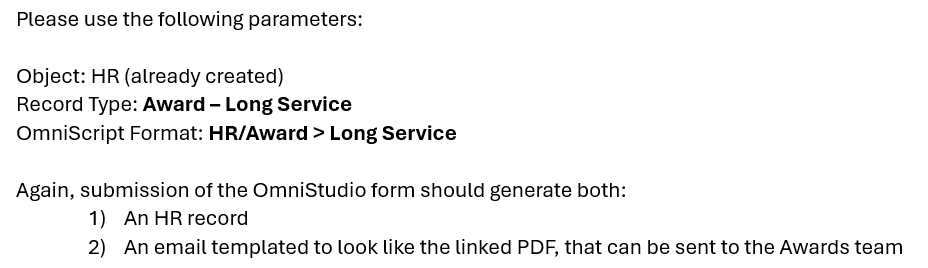 Please use the following parameters:
Object: HR (already created)
Record Type: Award – Long Service
OmniScript Format: HR/Award > Long Service
Again, submission of the OmniStudio form should generate both:
1) An HR record
2) An email templated to look like the linked PDF, that can be sent to the Awards team